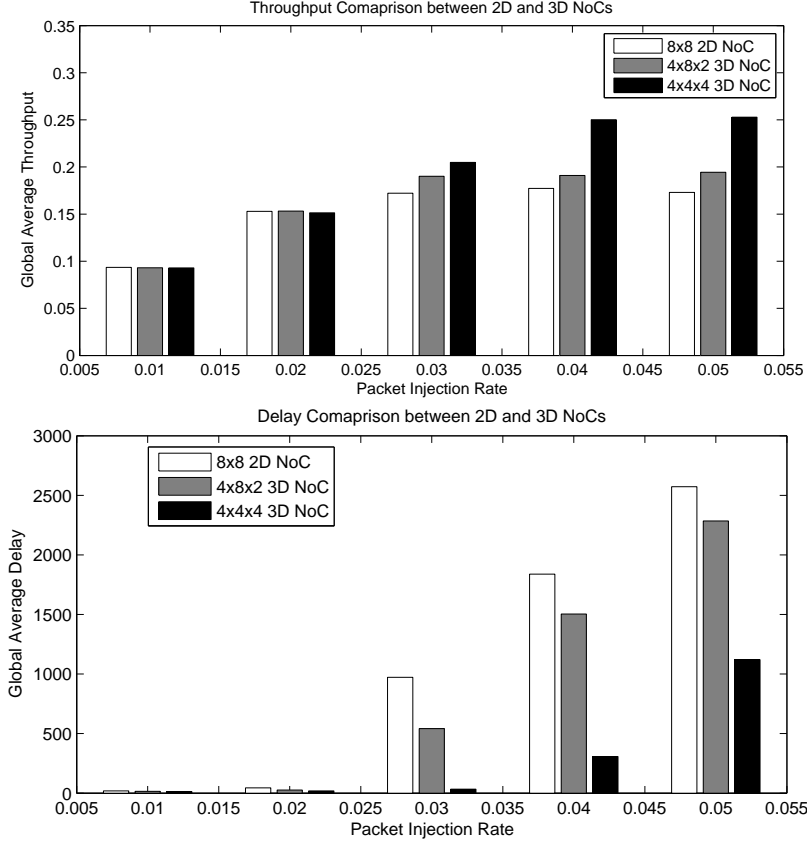 Throughput Comaprison between 2D and 3D NoCs
0.35
0.3
0.25
0.2
0.15
0.1
0.05
0
Global Average Throughput
8x8 2D NoC
4x8x2 3D NoC
4x4x4 3D NoC
0.005 0.01 0.015 0.02 0.025 0.03 0.035 0.04 0.045 0.05 0.055
Packet Injection Rate
Delay Comaprison between 2D and 3D NoCs
3000
2500
2000
1500
1000
500
0
Global Average Delay
8x8 2D NoC
4x8x2 3D NoC
4x4x4 3D NoC
0.005 0.01 0.015 0.02 0.025 0.03 0.035 0.04 0.045 0.05 0.055
Packet Injection Rate